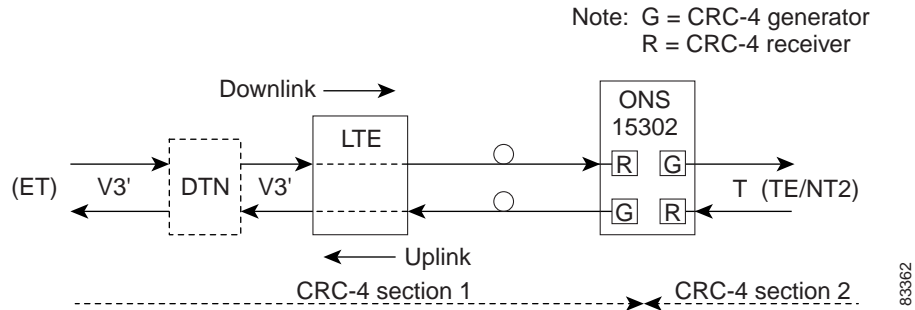 Note: G = CRC-4 generator
R = CRC-4 receiver
Downlink
ONS
15302
LTE
R G
(ET) V3' DTN V3' T (TE/NT2)
G R
Uplink
CRC-4 section 1 CRC-4 section 2
83362